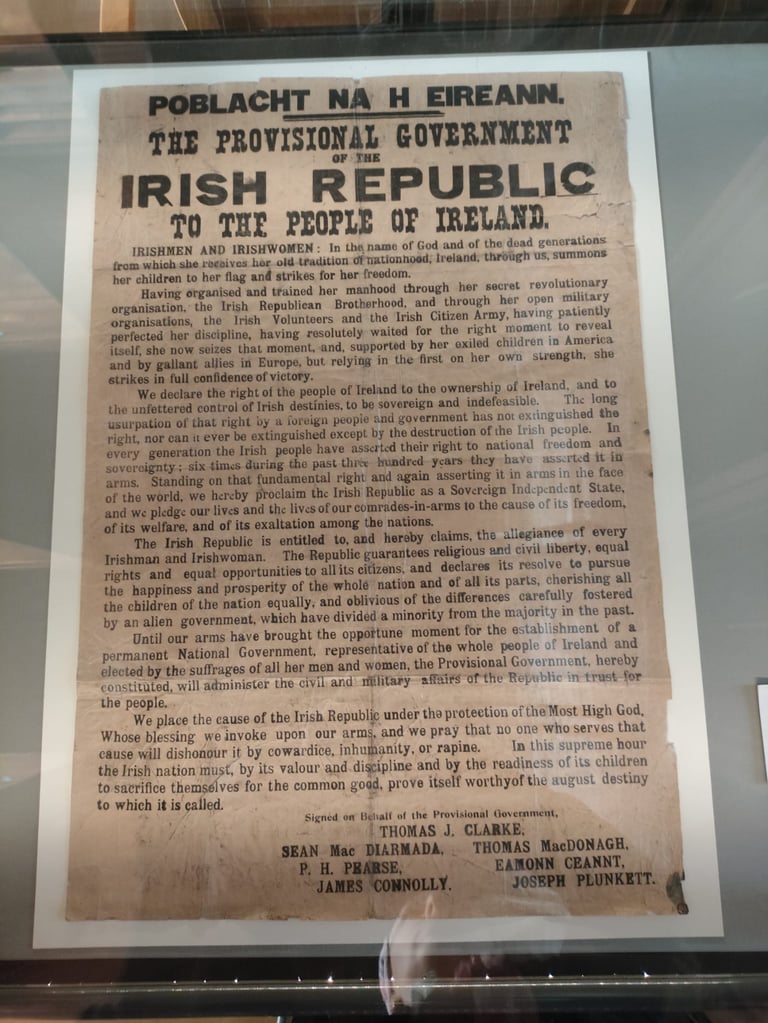 POBLACHT NA H EIREANN.
THE PROVISIONAL GOVERNMENT
OF THE
IRISH REPUBLIC
TO THE PEOPLE OF IRELAND.
IRISHMEN AND IRISHWOMEN: In the name of God and of the dead generations
from which she receives her old tradition of nationhood, Ireland, through us, summons
her children to her flag and strikes for her freedom.
Having organised and trained her manhood through her secret revolutionary
organisation, the Irish Republican Brotherhood, and through her open military
organisations, the Irish Volunteers and the Irish Citizen Army, having patiently
perfected her discipline, having resolutely waited for the right moment to reveal
itself, she now seizes that moment, and, supported by her exiled children in America
and by gallant allies in Europe, but relying in the first on her own strength, she
strikes in full confidence of victory.
We declare the right of the people of Ireland to the ownership of Ireland, and to
the unfettered control of Irish destinies, to be sovereign and indefeasible. The long
usurpation of that right by a foreign people and government has not extinguished the
right, nor can it ever be extinguished except by the destruction of the Irish people. In
every generation the Irish people have asserted their right to national freedom and
sovereignty; six times during the past three hundred years they have asserted it in
arms. Standing on that fundamental right and again asserting it in arms in the face
of the world, we hereby proclaim the Irish Republic as a Sovereign Independent State,
and we pledge our lives and the lives of our comrades-in-arms to the cause of its freedom,
of its welfare, and of its exaltation among the nations.
The Irish Republic is entitled to, and hereby claims, the allegiance of every
Irishman and Irishwoman. The Republic guarantees religious and civil liberty, equal
rights and equal opportunities to all its citizens, and declares its resolve to pursue
the happiness and prosperity of the whole nation and of all its parts, cherishing all
the children of the nation equally, and oblivious of the differences carefully fostered
by an alien government, which have divided a minority from the majority in the past.
Until our arms have brought the opportune moment for the establishment of a
permanent National Government, representative of the whole people of Ireland and
elected by the suffrages of all her men and women, the Provisional Government, hereby
constituted, will administer the civil and military affairs of the Republic in trust for
the people.
We place the cause of the Irish Republic under the protection of the Most High God,
Whose blessing we invoke upon our arms, and we pray that no one who serves that
cause will dishonour it by cowardice, inhumanity, or rapine. In this supreme hour
the Irish nation must, by its valour and discipline and by the readiness of its children
to sacrifice themselves for the common good, prove itself worthy of the august destiny
to which it is called.
Signed on Behalf of the Provisional Government,
THOMAS J. CLARKE,
SEAN Mac DIARMADA, THOMAS MacDONAGH,
P. H. PEARSE, EAMONN CEANNT,
JAMES CONNOLLY. JOSEPH PLUNKETT.